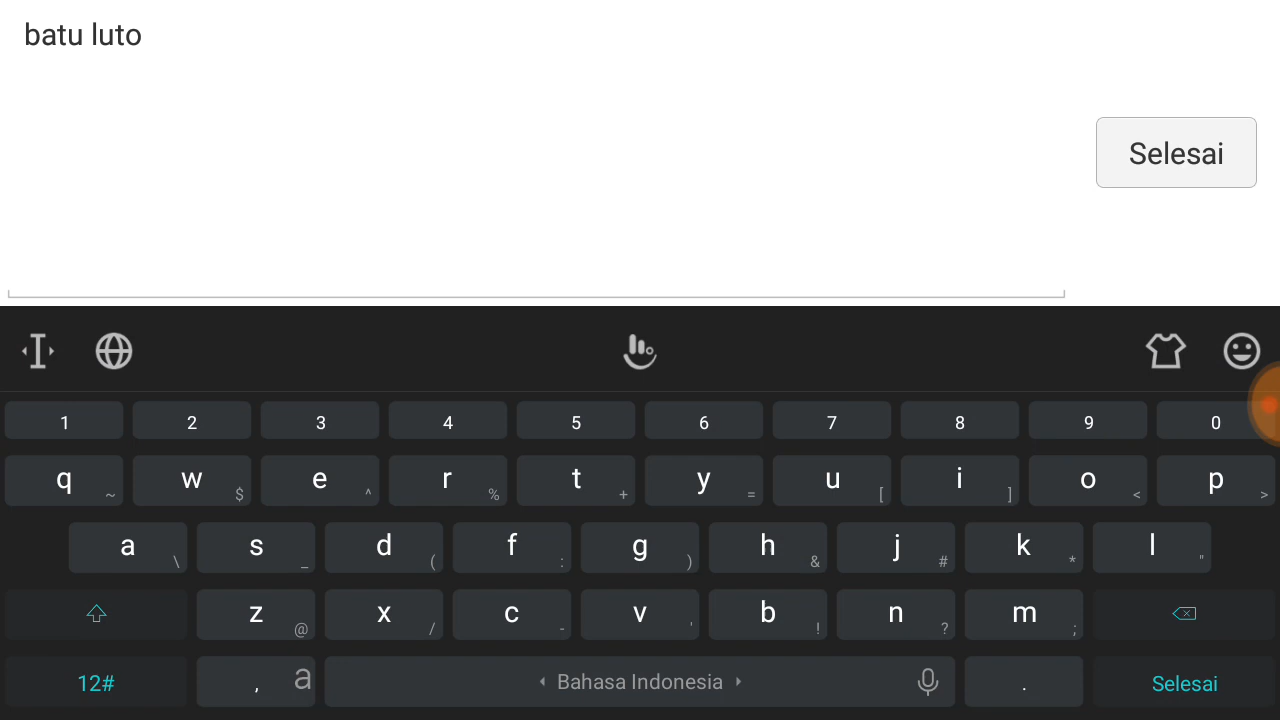 batu luto
Selesai
1 2 3 4 5 6 7 8 9 0
q ~ w $ e ^ r % t + y = u [ i ] o < p >
a \ s _ d ( f : g ) h & j # k * l "
z @ x / c - v ' b ! n ? m ;
12# , a Bahasa Indonesia . Selesai